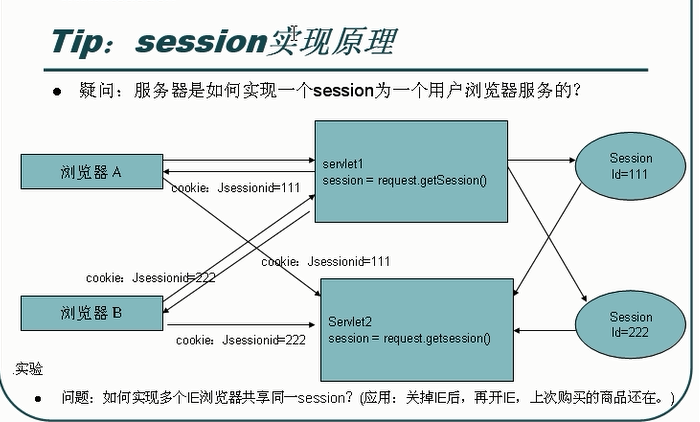 Tip：session实现原理
● 疑问：服务器是如何实现一个session为一个用户浏览器服务的？
浏览器 A
servlet1
session = request.getSession()
Session
Id=111
cookie：Jsessionid=111
cookie：Jsessionid=111
cookie：Jsessionid=222
浏览器 B
Servlet2
session = request.getsession()
Session
Id=222
cookie：Jsessionid=222
.实验
● 问题：如何实现多个IE浏览器共享同一session？(应用：关掉IE后，再开IE，上次购买的商品还在。)